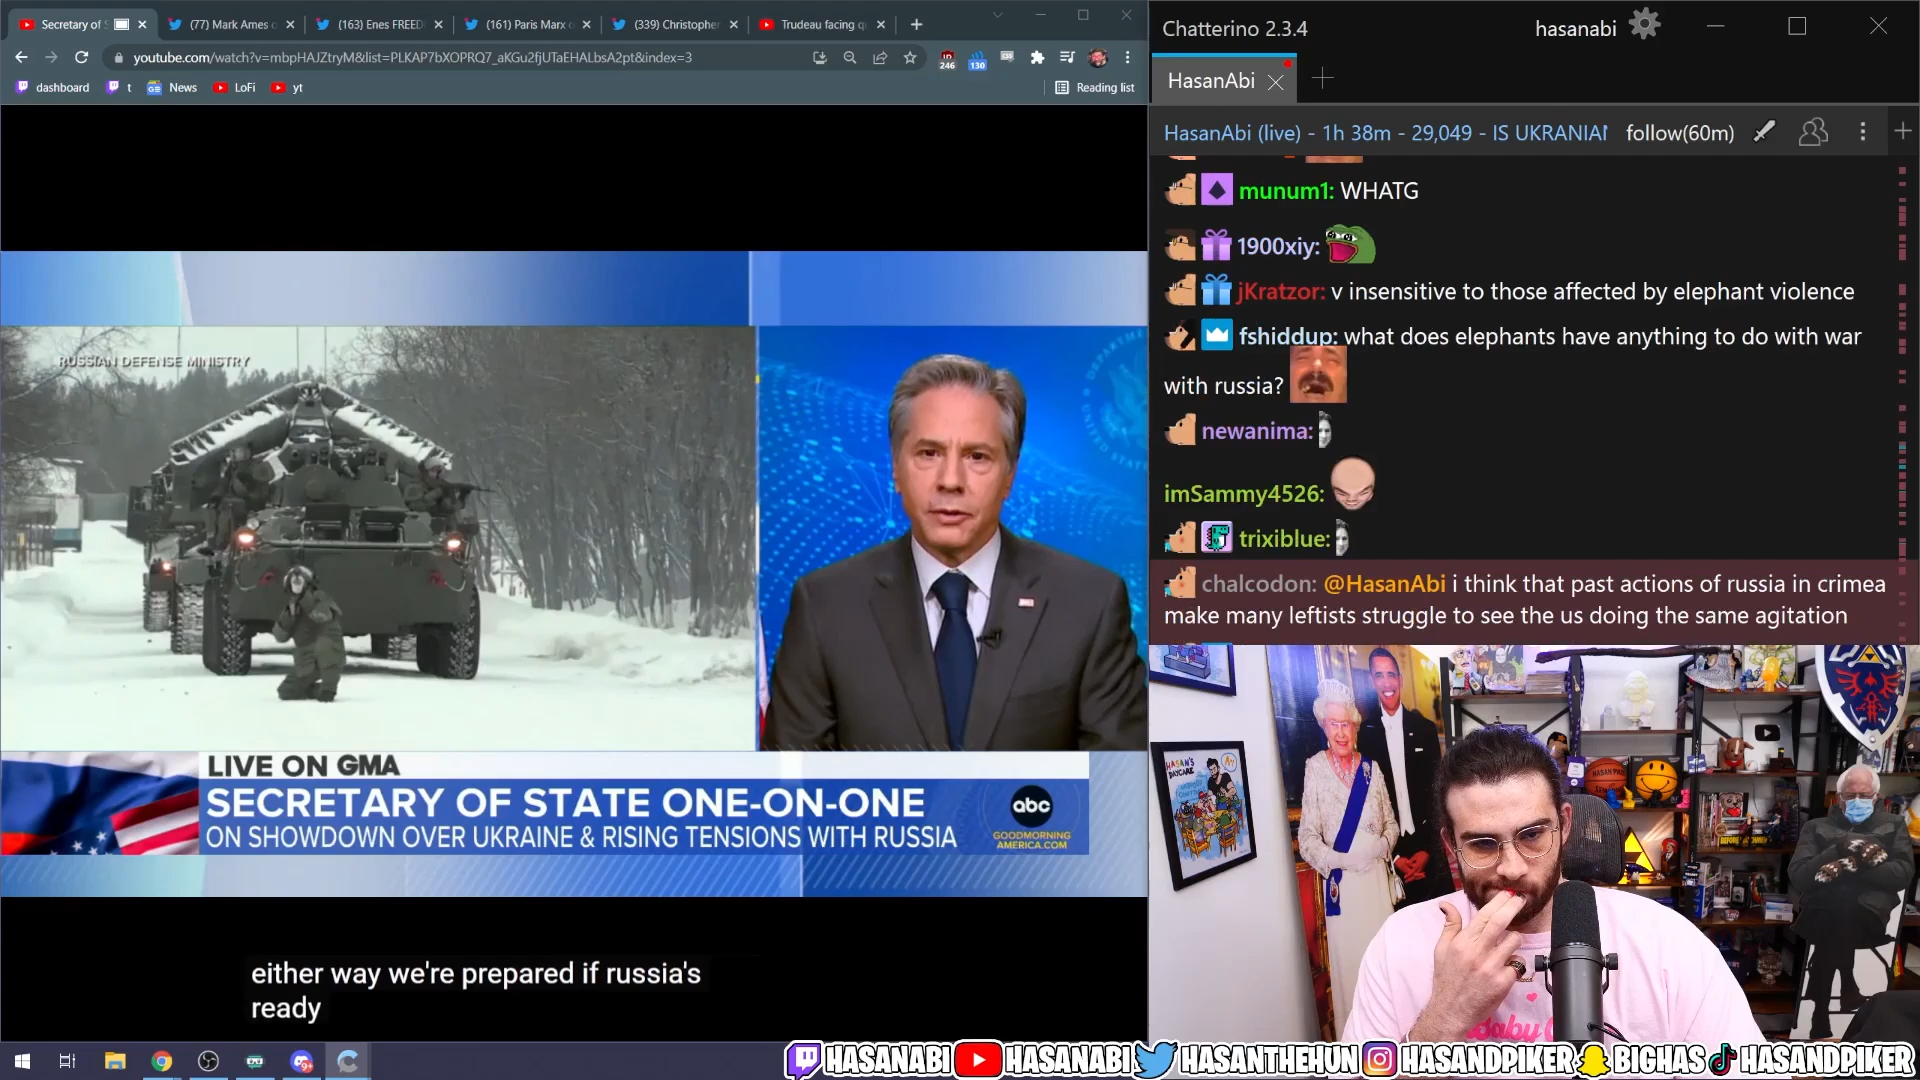 Secretary of S
(77) Mark Ames o
(163) Enes FREED
(161) Paris Marx o
(339) Christopher
Trudeau facing q
youtube.com/watch?v=mbpHAJZtryM&list=PLKAP7bXOPRQ7_aKGu2fjUTaEHALbsA2pt&index=3
246
130
dashboard
t
News
LoFi
yt
Reading list
RUSSIAN DEFENSE MINISTRY
LIVE ON GMA
SECRETARY OF STATE ONE-ON-ONE
ON SHOWDOWN OVER UKRAINE & RISING TENSIONS WITH RUSSIA
abc
GOODMORNING
AMERICA.COM
either way we're prepared if russia's
ready
Chatterino 2.3.4
hasanabi
HasanAbi
HasanAbi (live) - 1h 38m - 29,049 - IS UKRANIAN
follow(60m)
munum1: WHATG
1900xiy:
jKratzor: v insensitive to those affected by elephant violence
fshiddup: what does elephants have anything to do with war
with russia?
newanima:
imSammy4526:
trixiblue:
chalcodon: @HasanAbi i think that past actions of russia in crimea
make many leftists struggle to see the us doing the same agitation
HASAN'S
DAYCARE
HASANABI
HASANABI
HASANTHEHUN
HASANDPIKER
BIGHAS
HASANDPIKER